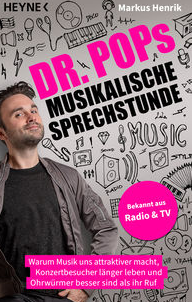 HEYNE<
Markus Henrik
DR. POPS
MUSIKALISCHE
SPRECHSTUNDE
MUSIC
Bekannt aus
Radio & TV
Warum Musik uns attraktiver macht,
Konzertbesucher länger leben und
Ohrwürmer besser sind als ihr Ruf